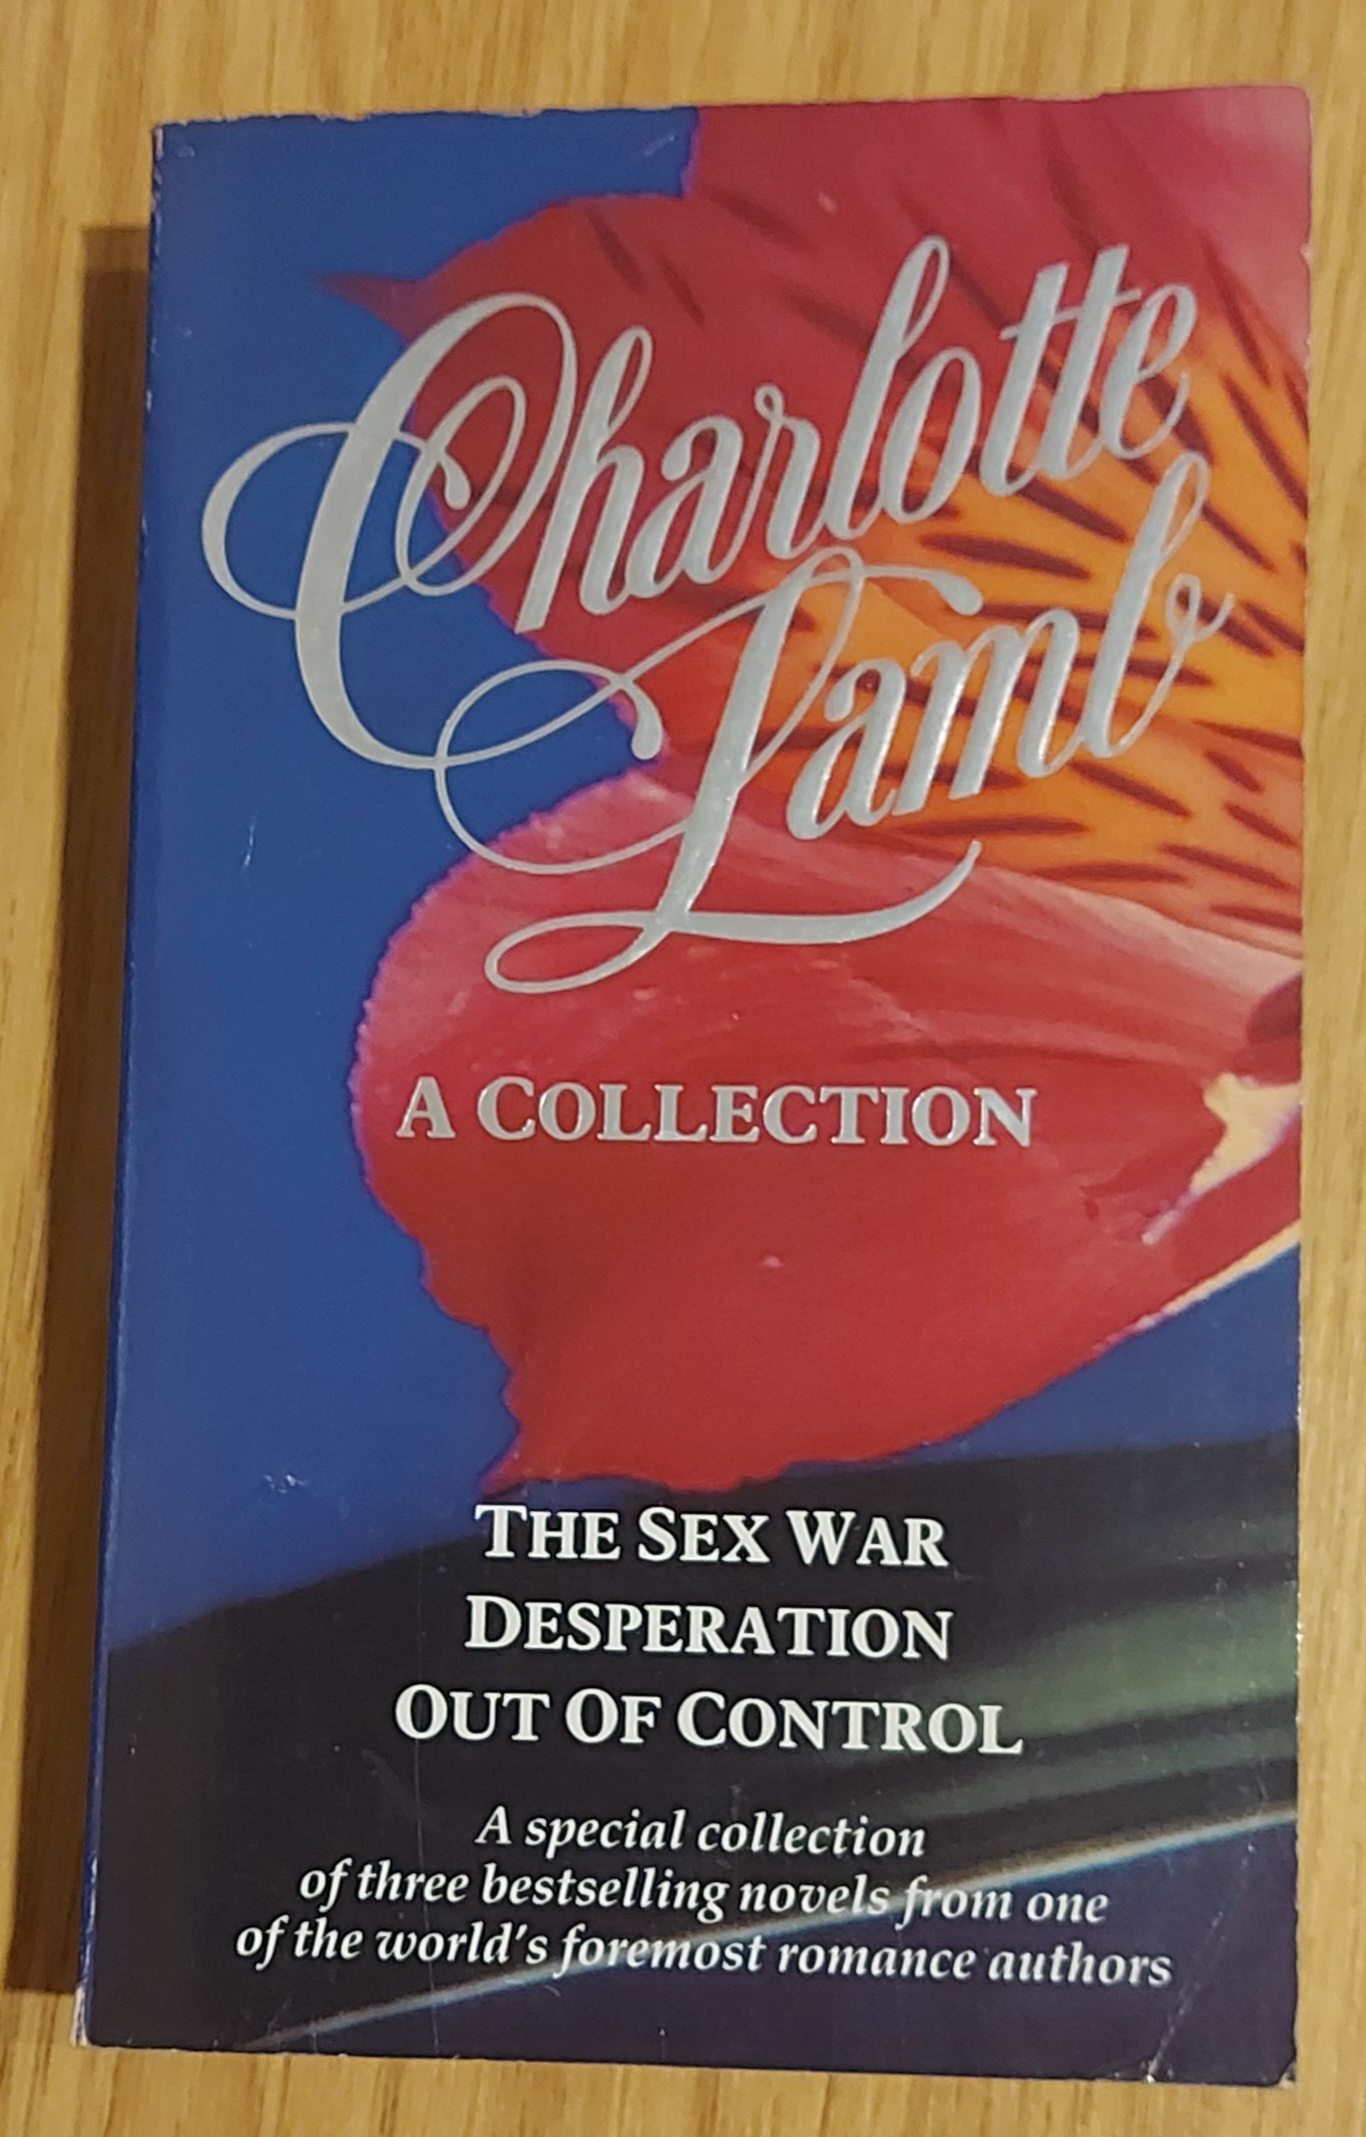 Charlotte
Lamb
A COLLECTION
THE SEX WAR
DESPERATION
OUT OF CONTROL
A special collection
of three bestselling novels from one
of the world's foremost romance authors